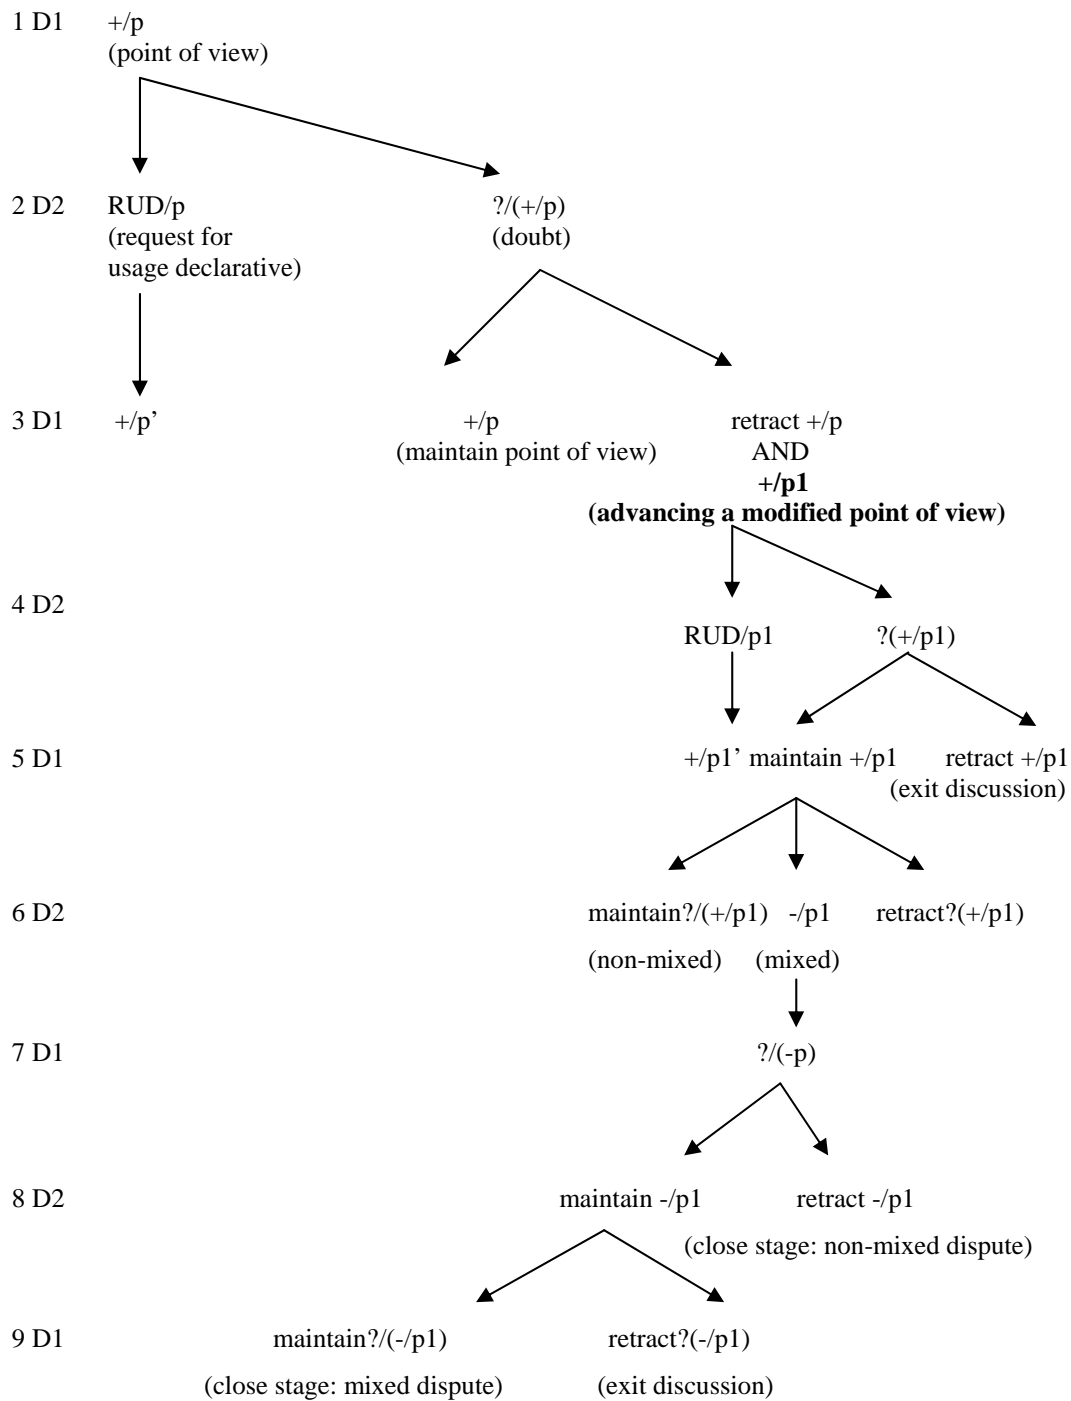 1 D1 +/p
(point of view)
2 D2 RUD/p ?/(+/p)
(request for (doubt)
usage declarative)
3 D1 +/p’ +/p retract +/p
(maintain point of view) AND
+/p1
(advancing a modified point of view)
4 D2
RUD/p1 ?(+/p1)
5 D1 +/p1’ maintain +/p1 retract +/p1
(exit discussion)
6 D2 maintain?/(+/p1) -/p1 retract?(+/p1)
(non-mixed) (mixed)
7 D1 ?/(-p)
8 D2 maintain -/p1 retract -/p1
(close stage: non-mixed dispute)
9 D1 maintain?/(-/p1) retract?(-/p1)
(close stage: mixed dispute) (exit discussion)